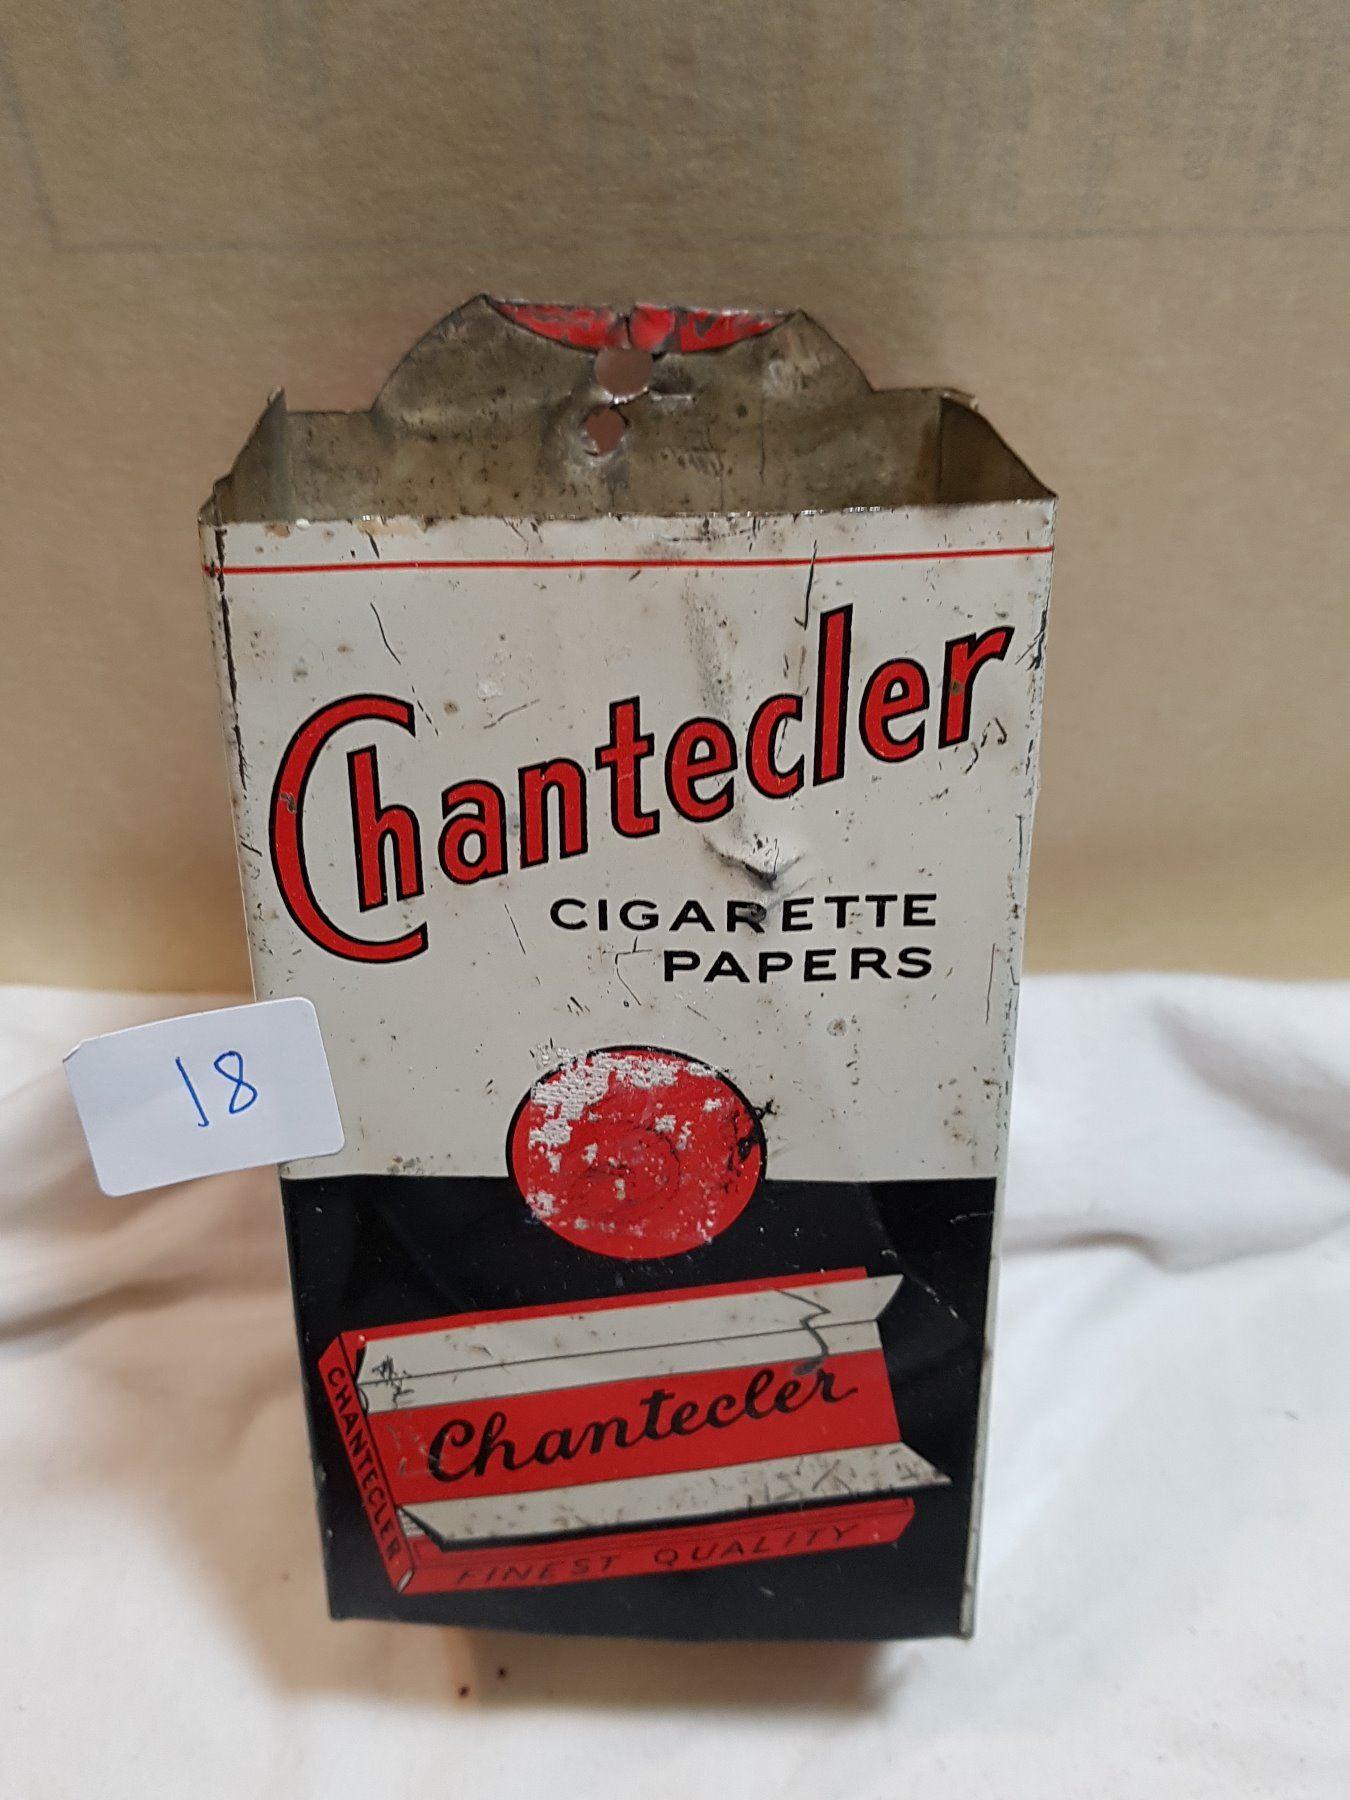 Chantecler
CIGARETTE
PAPERS
18
CHANTECLER
Chantecler
FINEST QUALITY